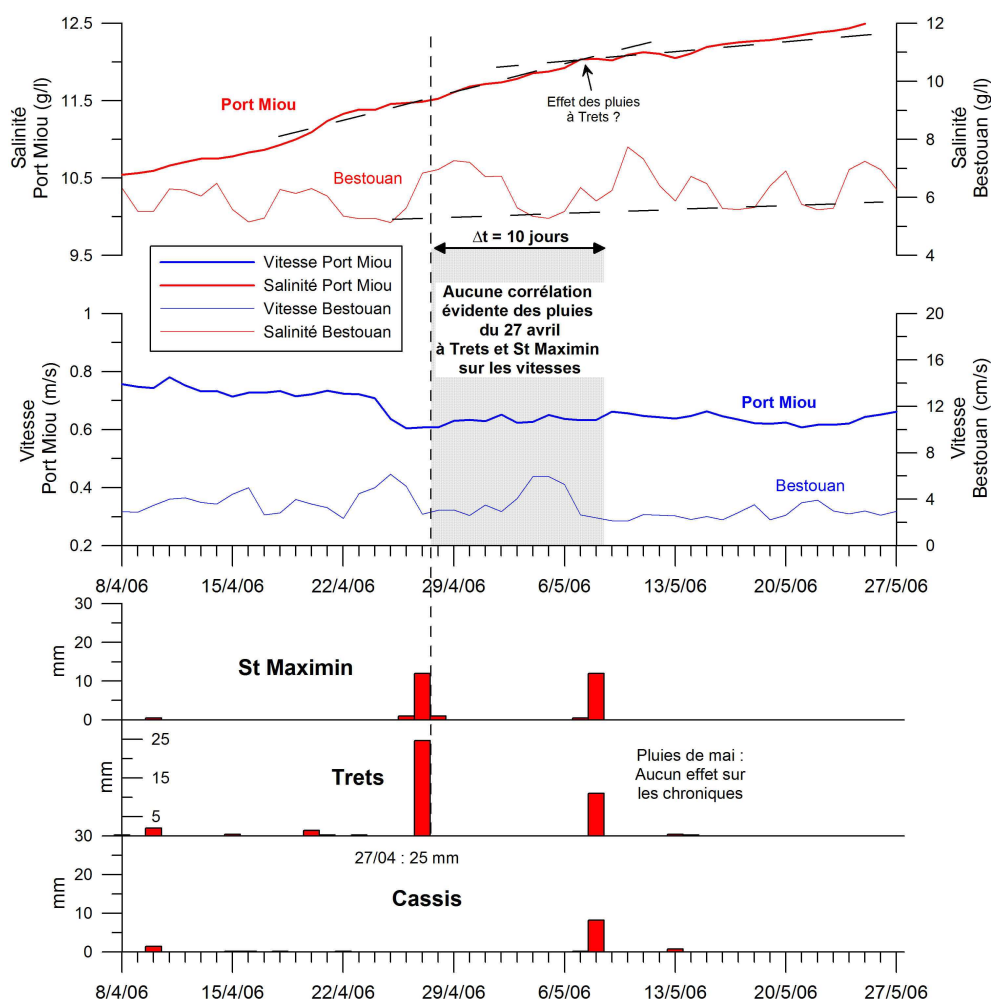 12.5
11.5
10.5
9.5
Salinité
Port Miou (g/l)
12
10
8
6
4
Salinité
Bestouan (g/l)
Port Miou
Effet des pluies
à Trets ?
Bestouan
Δt = 10 jours
Vitesse Port Miou
Salinité Port Miou
Vitesse Bestouan
Salinité Bestouan
Aucune corrélation
évidente des pluies
du 27 avril
à Trets et St Maximin
sur les vitesses
1
0.8
0.6
0.4
0.2
Vitesse
Port Miou (m/s)
20
16
12
8
4
0
Vitesse
Bestouan (cm/s)
Port Miou
Bestouan
8/4/06 15/4/06 22/4/06 29/4/06 6/5/06 13/5/06 20/5/06 27/5/06
30
20
10
0
mm
St Maximin
25
15
5
mm
Trets
Pluies de mai :
Aucun effet sur
les chroniques
27/04 : 25 mm
30
20
10
0
mm
Cassis
8/4/06 15/4/06 22/4/06 29/4/06 6/5/06 13/5/06 20/5/06 27/5/06